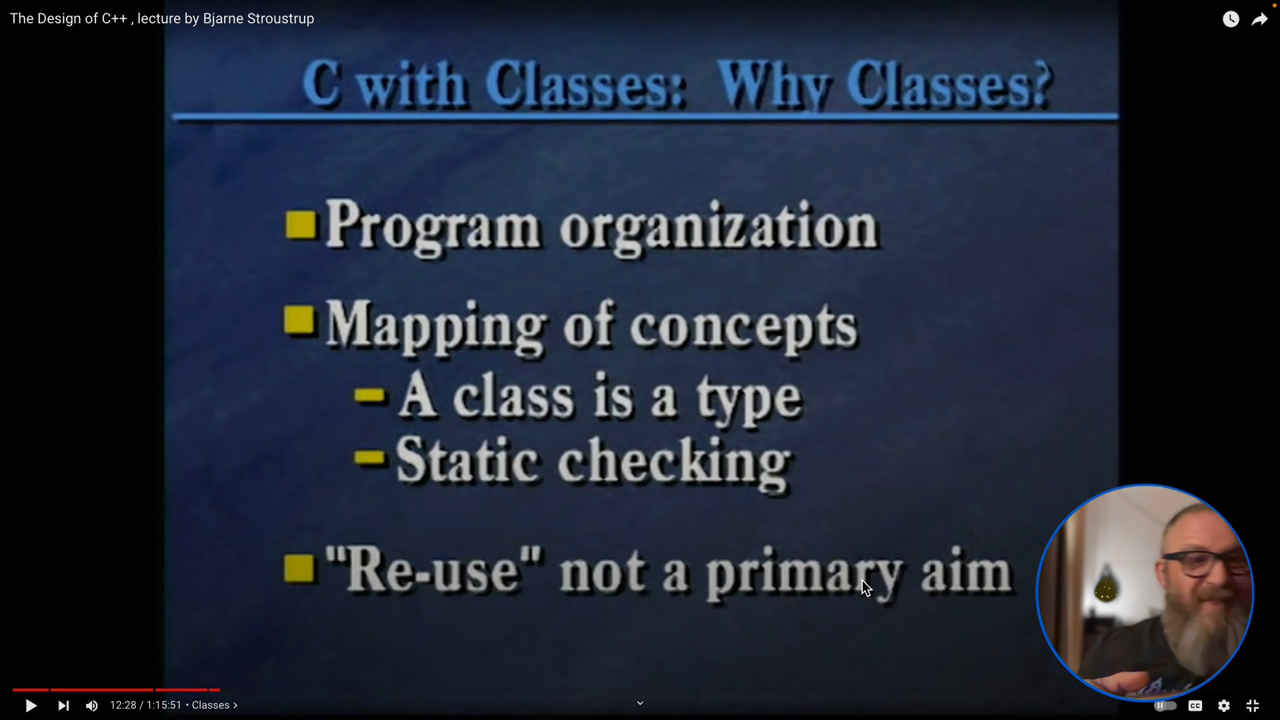 The Design of C++ , lecture by Bjarne Stroustrup
C with Classes: Why Classes?
Program organization
Mapping of concepts
A class is a type
Static checking
"Re-use" not a primary aim
12:28 / 1:15:51 • Classes
CC